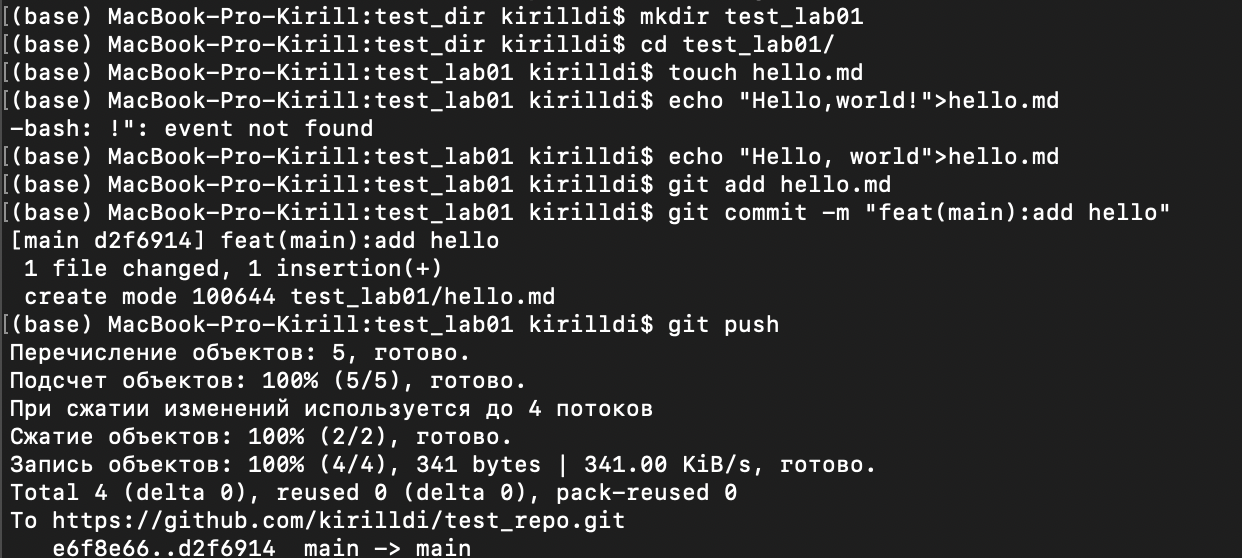 [(base) MacBook-Pro-Kirill:test_dir kirilldi$ mkdir test_lab01
[(base) MacBook-Pro-Kirill:test_dir kirilldi$ cd test_lab01/
[(base) MacBook-Pro-Kirill:test_lab01 kirilldi$ touch hello.md
[(base) MacBook-Pro-Kirill:test_lab01 kirilldi$ echo "Hello,world!">hello.md
-bash: !": event not found
[(base) MacBook-Pro-Kirill:test_lab01 kirilldi$ echo "Hello, world">hello.md
[(base) MacBook-Pro-Kirill:test_lab01 kirilldi$ git add hello.md
[(base) MacBook-Pro-Kirill:test_lab01 kirilldi$ git commit -m "feat(main):add hello"
[main d2f6914] feat(main):add hello
 1 file changed, 1 insertion(+)
 create mode 100644 test_lab01/hello.md
[(base) MacBook-Pro-Kirill:test_lab01 kirilldi$ git push
Перечисление объектов: 5, готово.
Подсчет объектов: 100% (5/5), готово.
При сжатии изменений используется до 4 потоков
Сжатие объектов: 100% (2/2), готово.
Запись объектов: 100% (4/4), 341 bytes | 341.00 KiB/s, готово.
Total 4 (delta 0), reused 0 (delta 0), pack-reused 0
To https://github.com/kirilldi/test_repo.git
   e6f8e66..d2f6914  main -> main